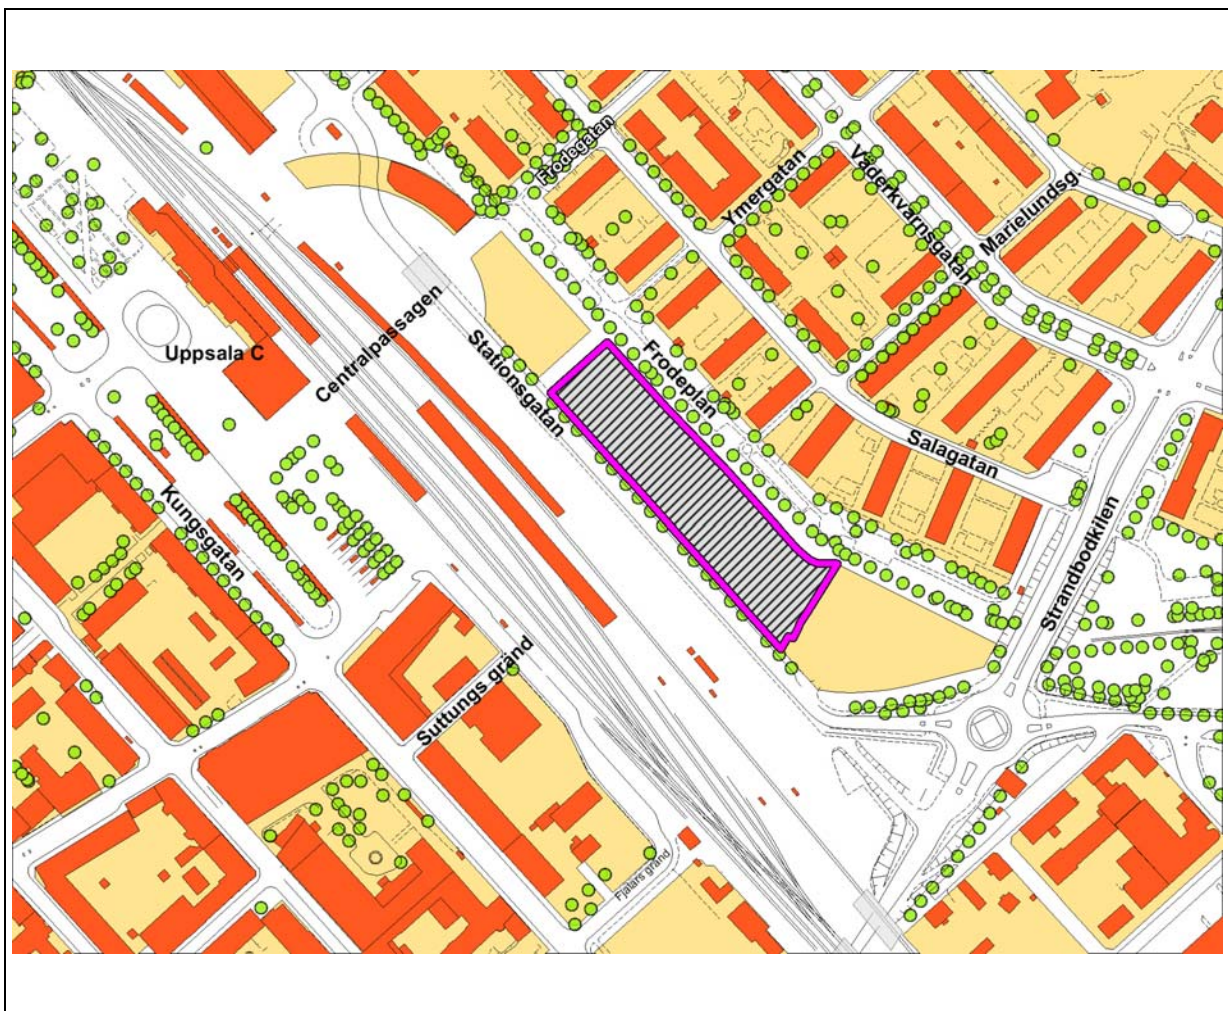 Frodegatan
Ymergatan
Väderkvarnsgatan
Marielundsg.
Uppsala C
Centralpassagen
Stationsgatan
Frodeplan
Salagatan
Kungsgatan
Strandbodkilen
Suttungs gränd
Fjalars gränd